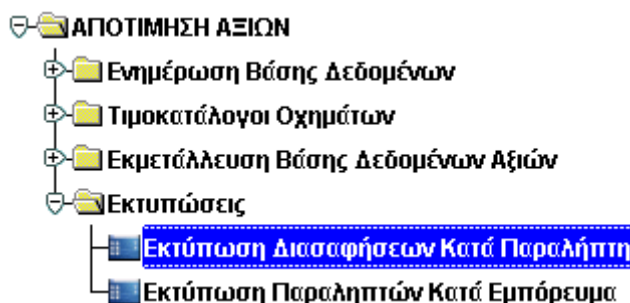 ΑΠΟΤΙΜΗΣΗ ΑΞΙΩΝ
Ενημέρωση Βάσης Δεδομένων
Τιμοκατάλογοι Οχημάτων
Εκμετάλλευση Βάσης Δεδομένων Αξιών
Εκτυπώσεις
Εκτύπωση Διασαφήσεων Κατά Παραλήπτη
Εκτύπωση Παραληπτών Κατά Εμπόρευμα